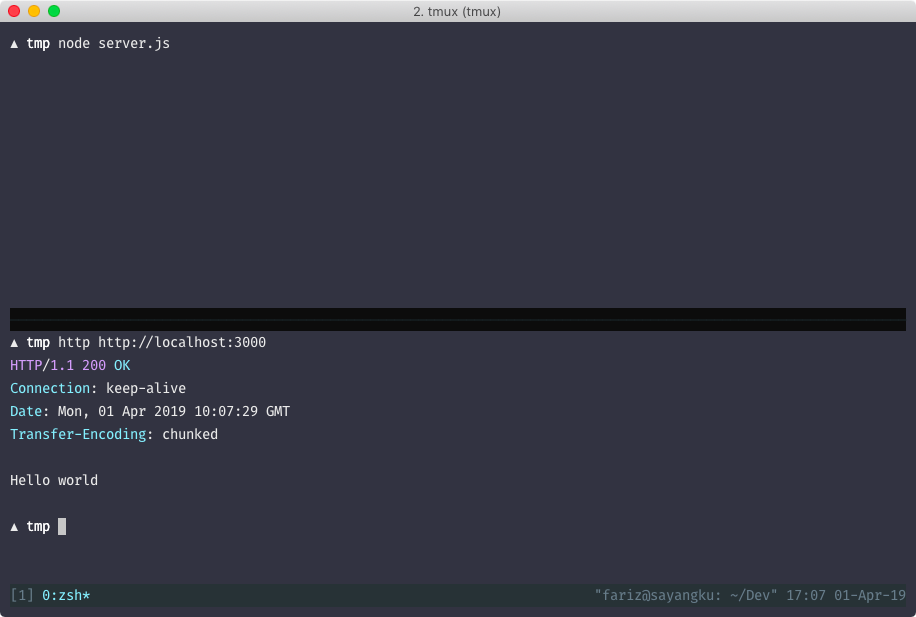 2. tmux (tmux)
▲ tmp node server.js
▲ tmp http http://localhost:3000
HTTP/1.1 200 OK
Connection: keep-alive
Date: Mon, 01 Apr 2019 10:07:29 GMT
Transfer-Encoding: chunked
Hello world
▲ tmp
[1] 0:zsh* "fariz@sayangku: ~/Dev" 17:07 01-Apr-19